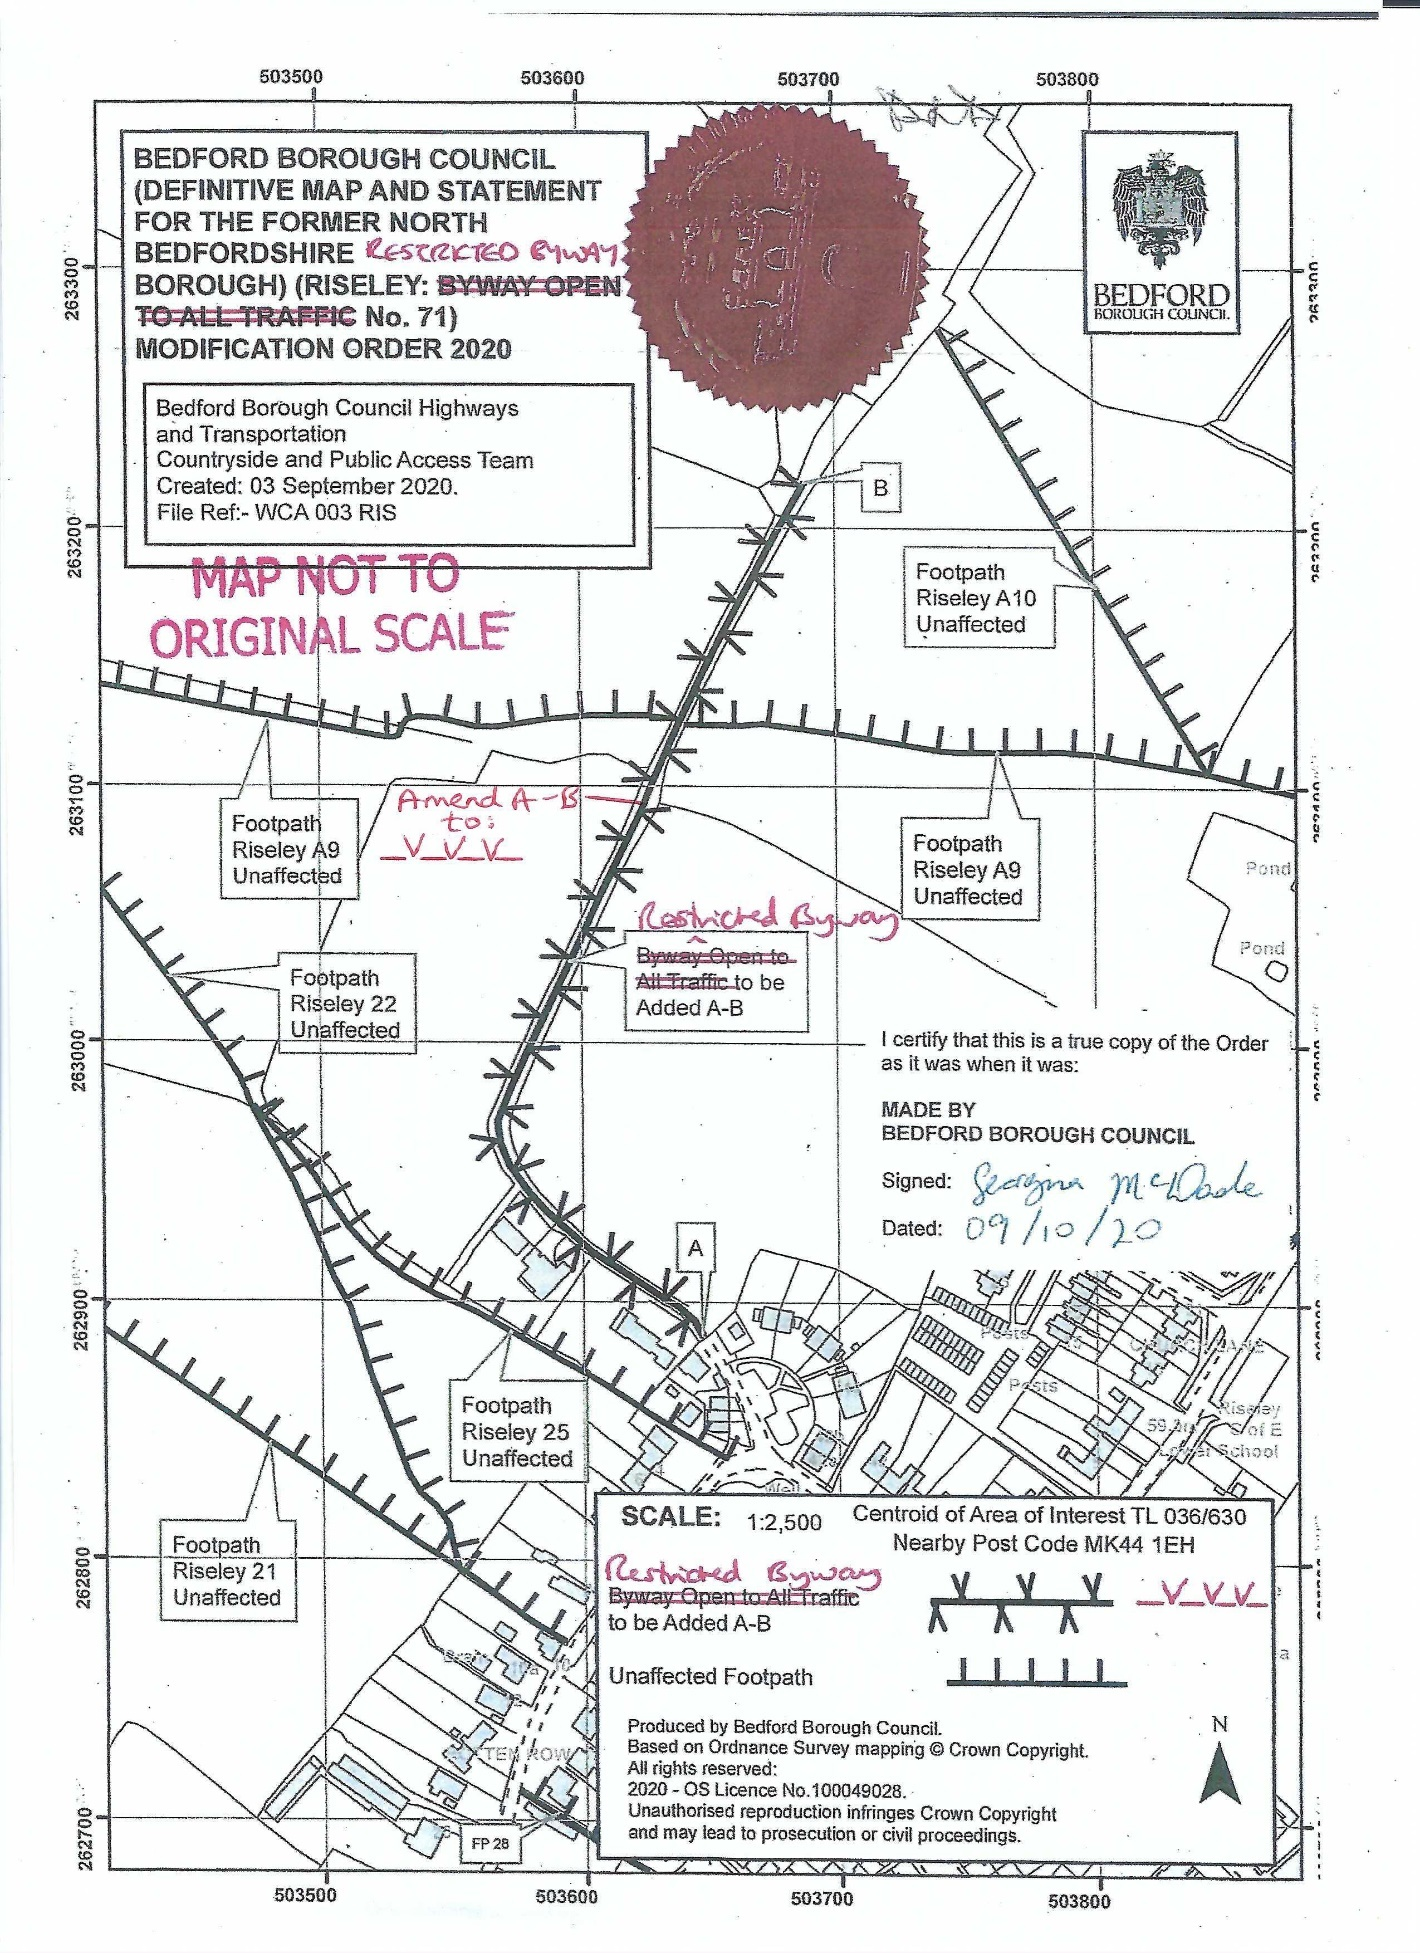 503500
503600
503700
503800
BEDFORD BOROUGH COUNCIL
(DEFINITIVE MAP AND STATEMENT
FOR THE FORMER NORTH
BEDFORDSHIRE RESTRICTED BYWAY
BOROUGH) (RISELEY: BYWAY OPEN
TO ALL TRAFFIC No. 71)
MODIFICATION ORDER 2020
Bedford Borough Council Highways
and Transportation
Countryside and Public Access Team
Created: 03 September 2020.
File Ref:- WCA 003 RIS
BEDFORD
BOROUGH COUNCIL
MAP NOT TO
ORIGINAL SCALE
263300
263200
263100
263000
262900
262800
262700
B
Footpath
Riseley A10
Unaffected
Footpath
Riseley A9
Unaffected
Amend A-B
to:
_V_V_V_
Footpath
Riseley A9
Unaffected
Pond
Pond
Restricted Byway
Byway Open to
All Traffic to be
Added A-B
Footpath
Riseley 22
Unaffected
I certify that this is a true copy of the Order
as it was when it was:
MADE BY
BEDFORD BOROUGH COUNCIL
Signed: Georgina McDade
Dated: 09/10/20
A
Posts
Posts
Riseley
C of E
Lower School
Footpath
Riseley 25
Unaffected
Well
Footpath
Riseley 21
Unaffected
SCALE: 1:2,500
Centroid of Area of Interest TL 036/630
Nearby Post Code MK44 1EH
Restricted Byway
Byway Open to All Traffic
to be Added A-B
_V_V_V_
Unaffected Footpath
Produced by Bedford Borough Council.
Based on Ordnance Survey mapping © Crown Copyright.
All rights reserved:
2020 - OS Licence No.100049028.
Unauthorised reproduction infringes Crown Copyright
and may lead to prosecution or civil proceedings.
N
TEN ROW
FP 28
503500
503600
503700
503800